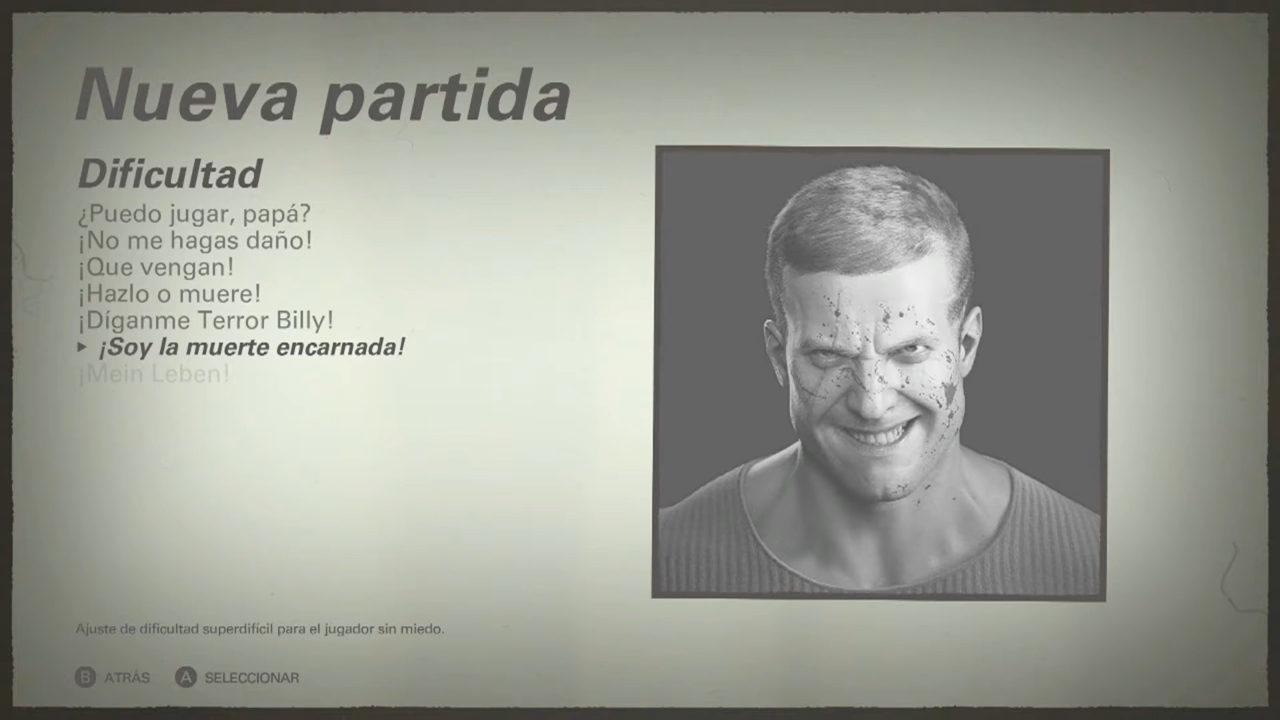 Nueva partida
Dificultad
¿Puedo jugar, papá?
¡No me hagas daño!
¡Que vengan!
¡Hazlo o muere!
¡Díganme Terror Billy!
¡Soy la muerte encarnada!
¡Mein Leben!
Ajuste de dificultad superdifícil para el jugador sin miedo.
B ATRÁS A SELECCIONAR